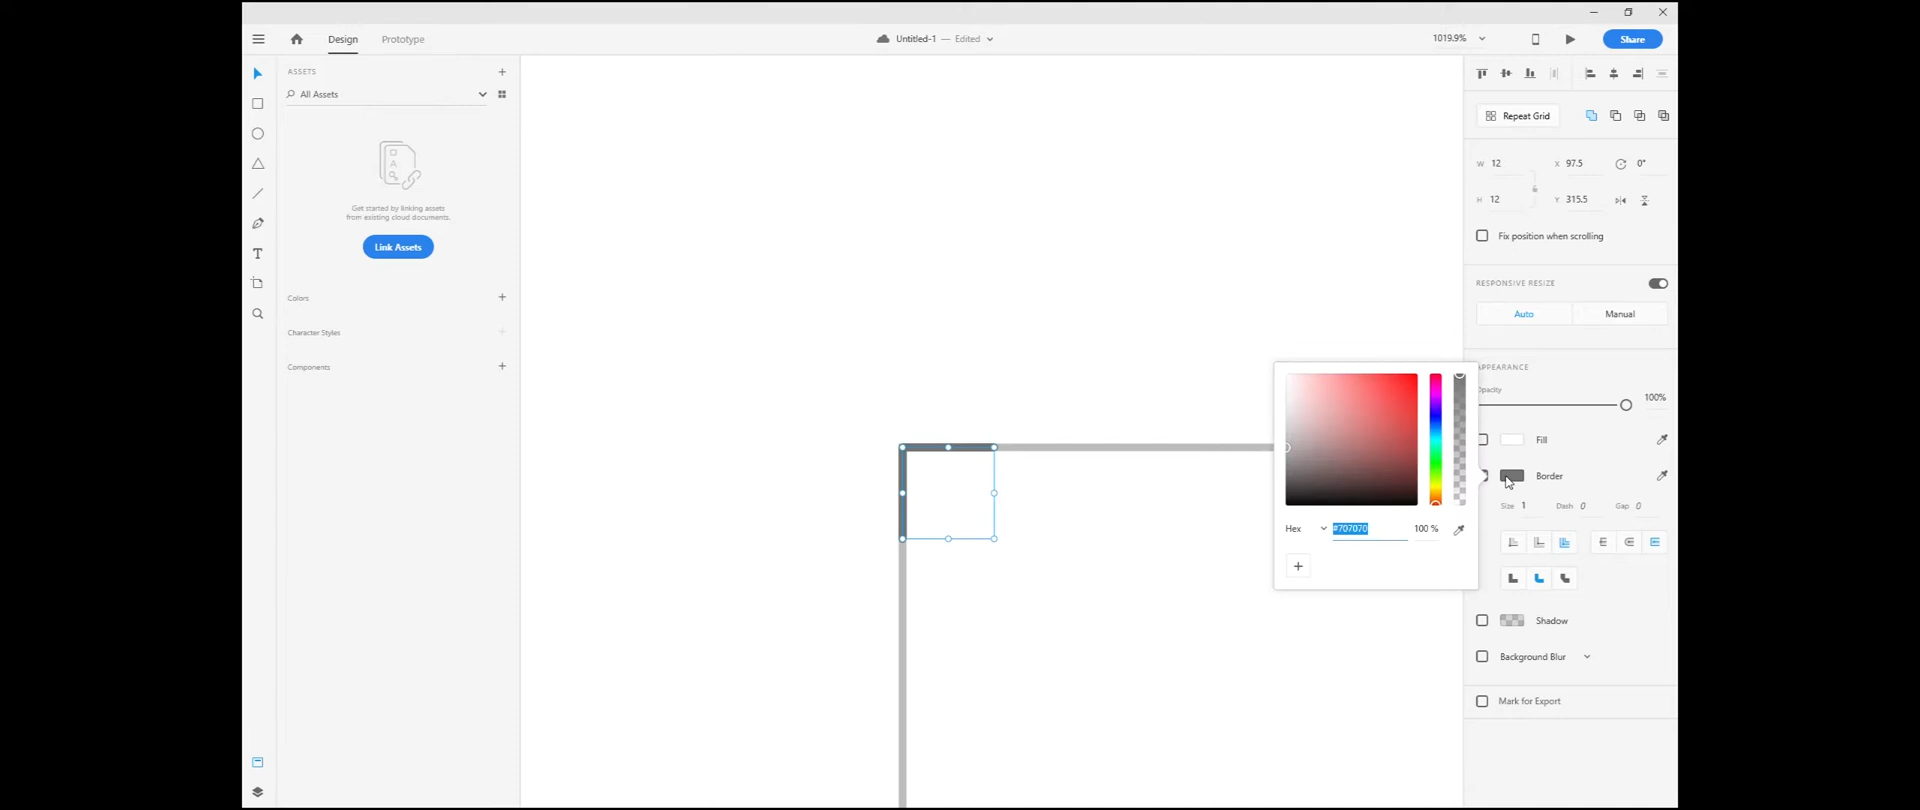 Design
Prototype
Untitled-1 — Edited
1019.9%
Share
ASSETS
All Assets
Get started by linking assets
from existing cloud documents.
Link Assets
Colors
Character Styles
Components
Repeat Grid
W 12
X 97.5
0°
H 12
Y 315.5
Fix position when scrolling
RESPONSIVE RESIZE
Auto
Manual
APPEARANCE
Opacity
100%
Fill
Border
Size 1
Dash 0
Gap 0
Hex
#707070
100 %
Shadow
Background Blur
Mark for Export